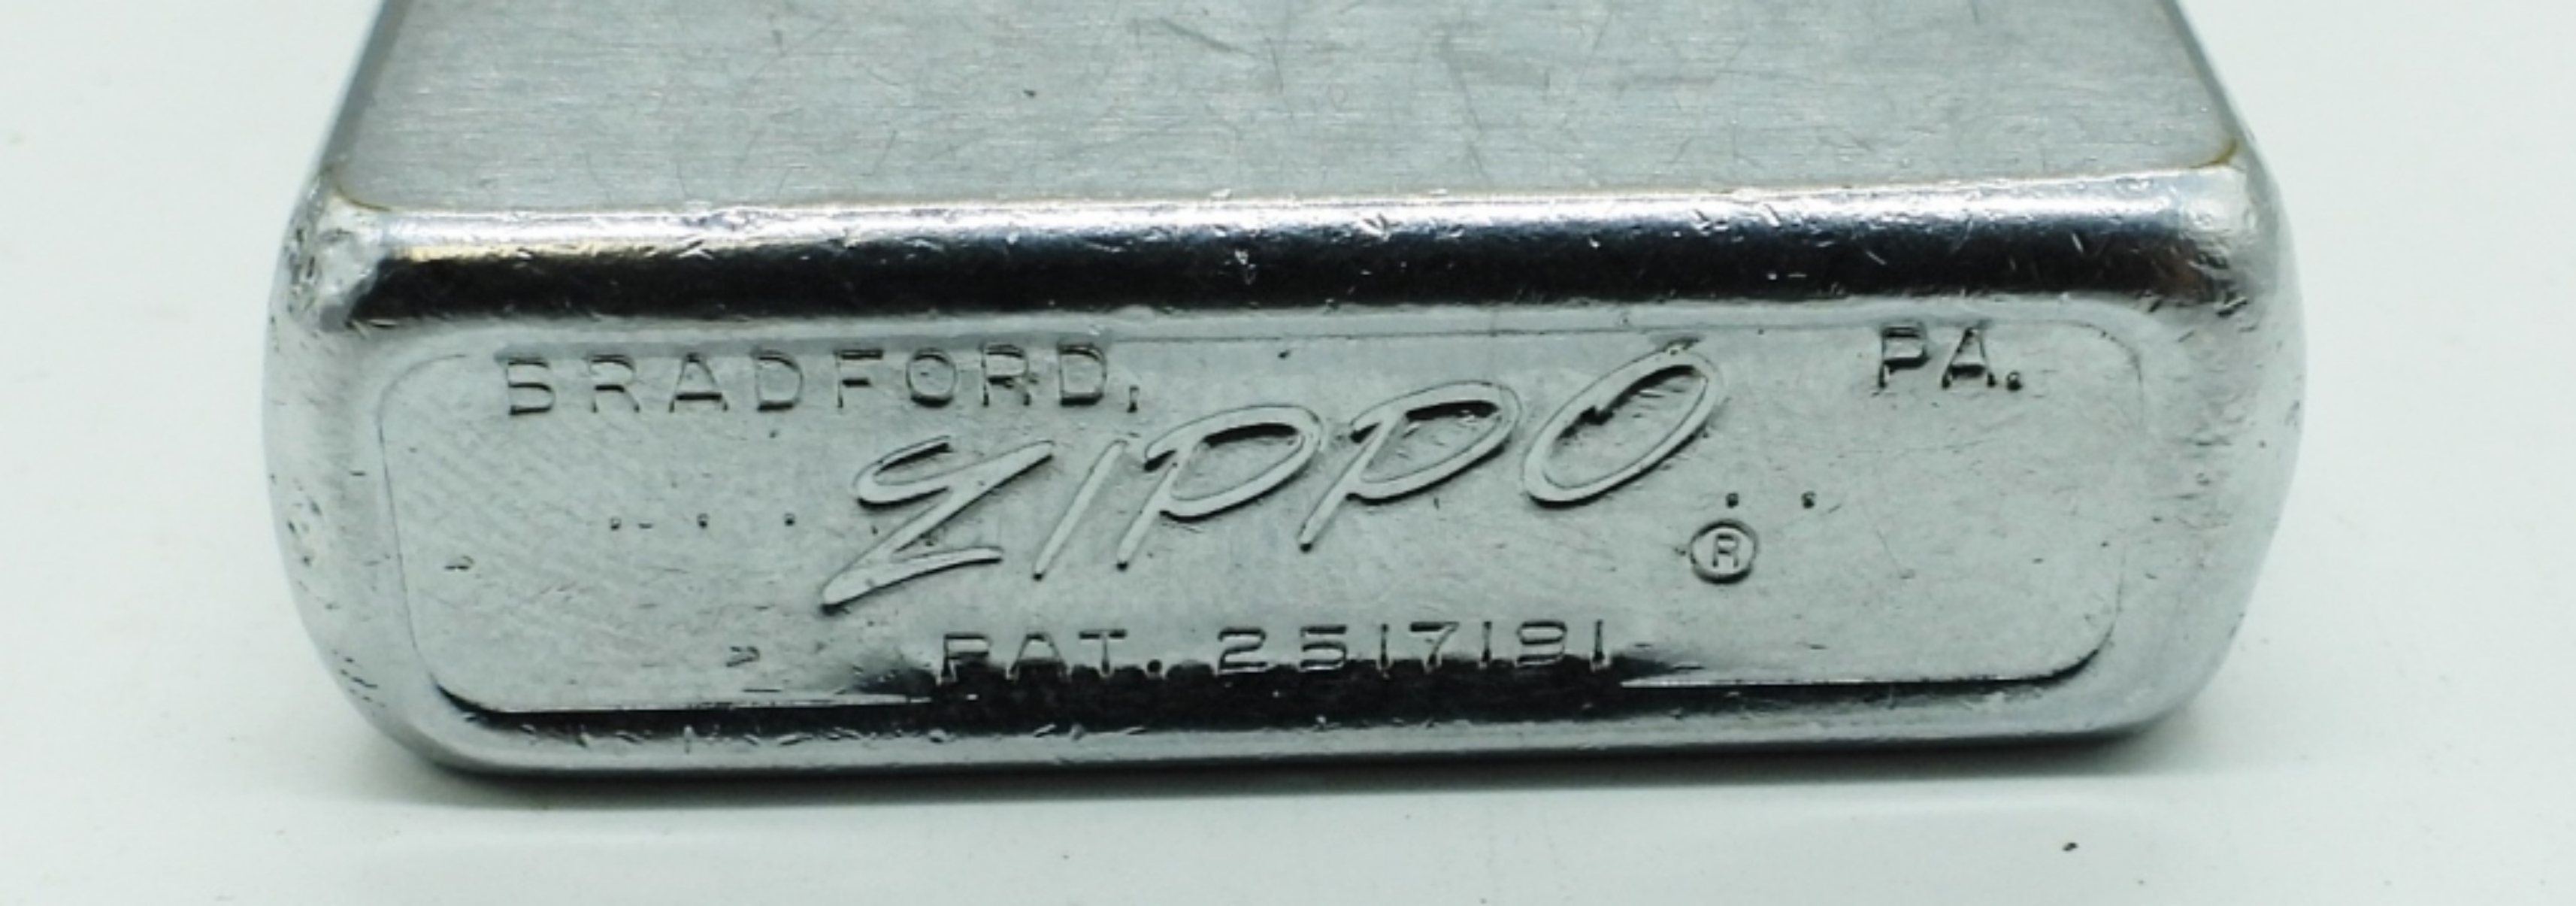 BRADFORD, PA.
ZIPPO ®
PAT. 2517191